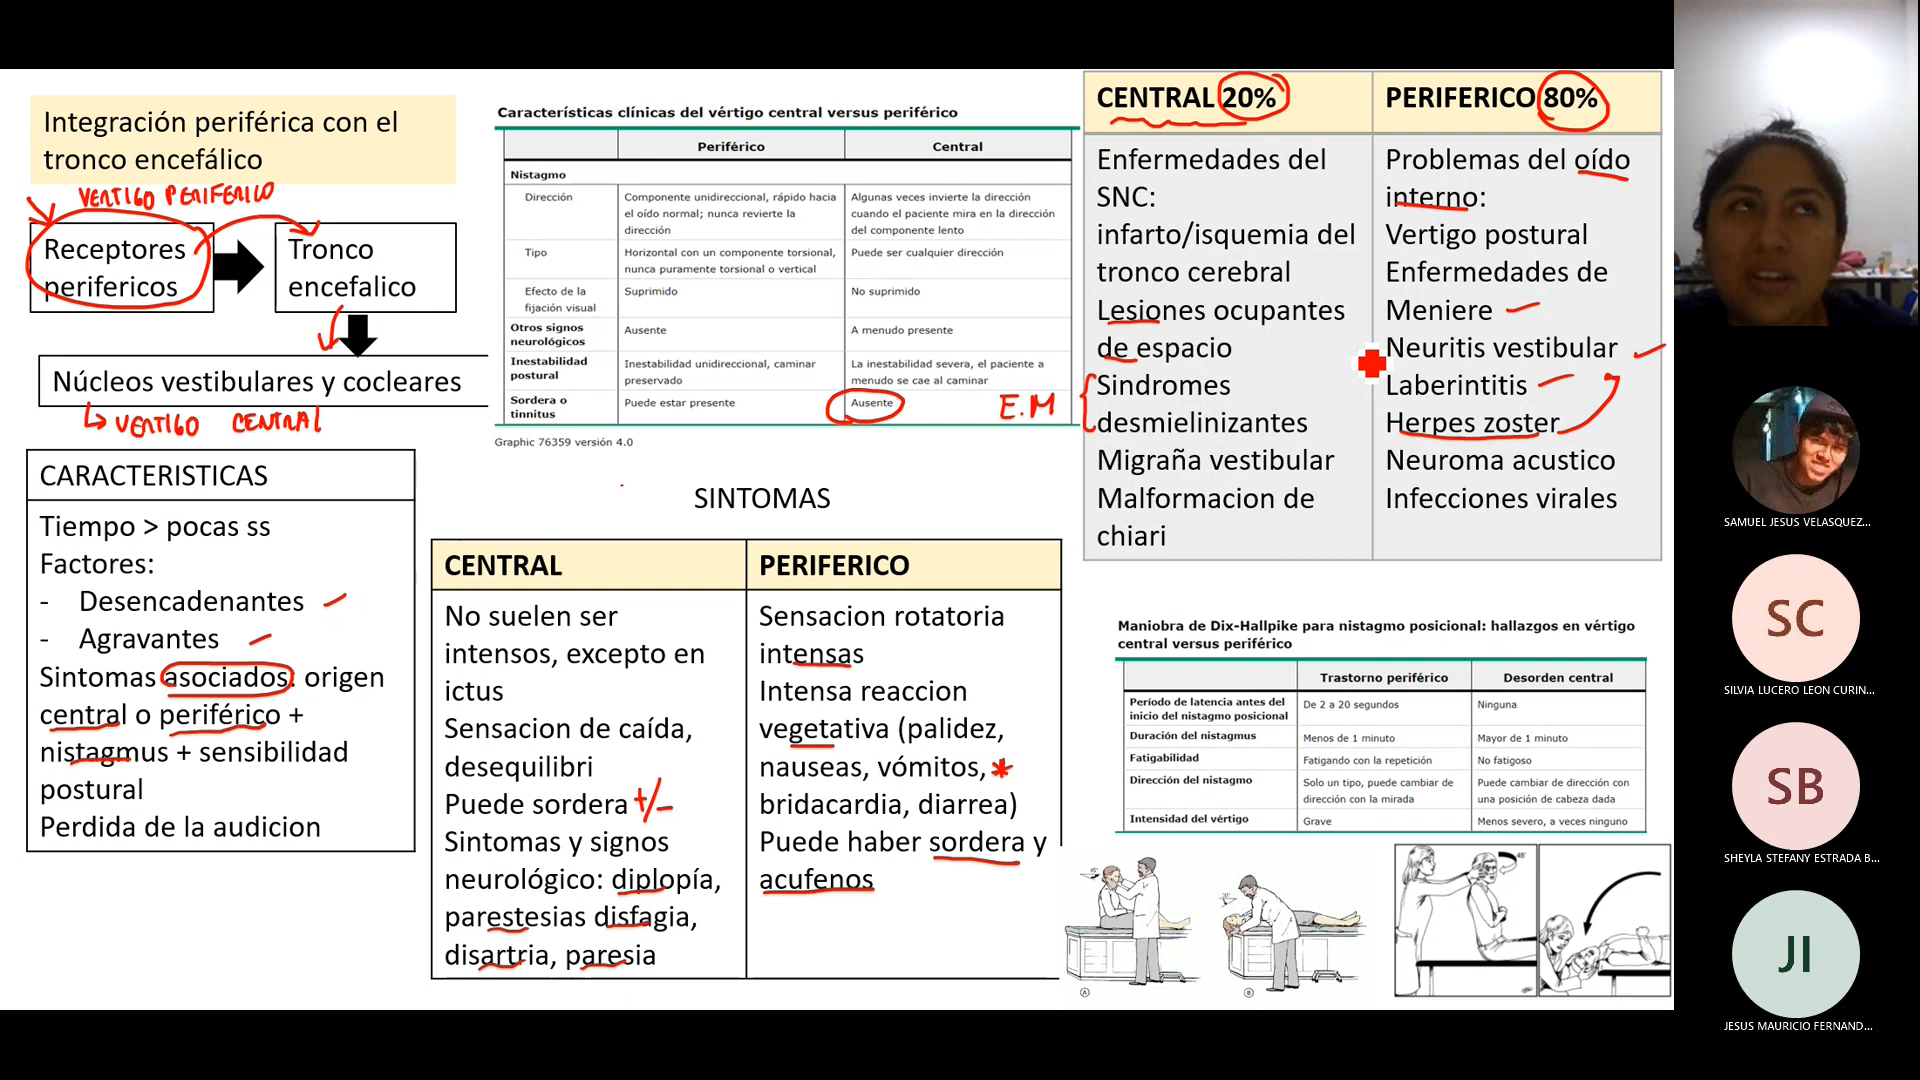 Integración periférica con el
tronco encefálico
VERTIGO PERIFERICO
Receptores
perifericos
Tronco
encefalico
Núcleos vestibulares y cocleares
VERTIGO CENTRAL
CARACTERISTICAS
Tiempo > pocas ss
Factores:
- Desencadenantes
- Agravantes
Sintomas asociados: origen
central o periférico +
nistagmus + sensibilidad
postural
Perdida de la audicion
Características clínicas del vértigo central versus periférico
Periférico Central
Nistagmo
Dirección Componente unidireccional, rápido hacia Algunas veces invierte la dirección
el oído normal; nunca revierte la cuando el paciente mira en la dirección
dirección del componente lento
Tipo Horizontal con un componente torsional, Puede ser cualquier dirección
nunca puramente torsional o vertical
Efecto de la Suprimido No suprimido
fijación visual
Otros signos Ausente A menudo presente
neurológicos
Inestabilidad Inestabilidad unidireccional, caminar La inestabilidad severa, el paciente a
postural preservado menudo se cae al caminar
Sordera o Puede estar presente Ausente
tinnitus
E.M
Graphic 76359 versión 4.0
SINTOMAS
CENTRAL
No suelen ser
intensos, excepto en
ictus
Sensacion de caída,
desequilibri
Puede sordera +/-
Sintomas y signos
neurológico: diplopía,
parestesias disfagia,
disartria, paresia
PERIFERICO
Sensacion rotatoria
intensas
Intensa reaccion
vegetativa (palidez,
nauseas, vómitos, *
bridacardia, diarrea)
Puede haber sordera y
acufenos
CENTRAL 20%
Enfermedades del
SNC:
infarto/isquemia del
tronco cerebral
Lesiones ocupantes
de espacio
Sindromes
desmielinizantes
Migraña vestibular
Malformacion de
chiari
PERIFERICO 80%
Problemas del oído
interno:
Vertigo postural
Enfermedades de
Meniere
Neuritis vestibular
Laberintitis
Herpes zoster
Neuroma acustico
Infecciones virales
Maniobra de Dix-Hallpike para nistagmo posicional: hallazgos en vértigo
central versus periférico
Trastorno periférico Desorden central
Período de latencia antes del De 2 a 20 segundos Ninguna
inicio del nistagmo posicional
Duración del nistagmus Menos de 1 minuto Mayor de 1 minuto
Fatigabilidad Fatigando con la repetición No fatigoso
Dirección del nistagmo Solo un tipo, puede cambiar de Puede cambiar de dirección con
dirección con la mirada una posición de cabeza dada
Intensidad del vértigo Grave Menos severo, a veces ninguno
A
B
45°
SAMUEL JESUS VELASQUEZ...
SC
SILVIA LUCERO LEON CURIN...
SB
SHEYLA STEFANY ESTRADA B...
JI
JESUS MAURICIO FERNAND...